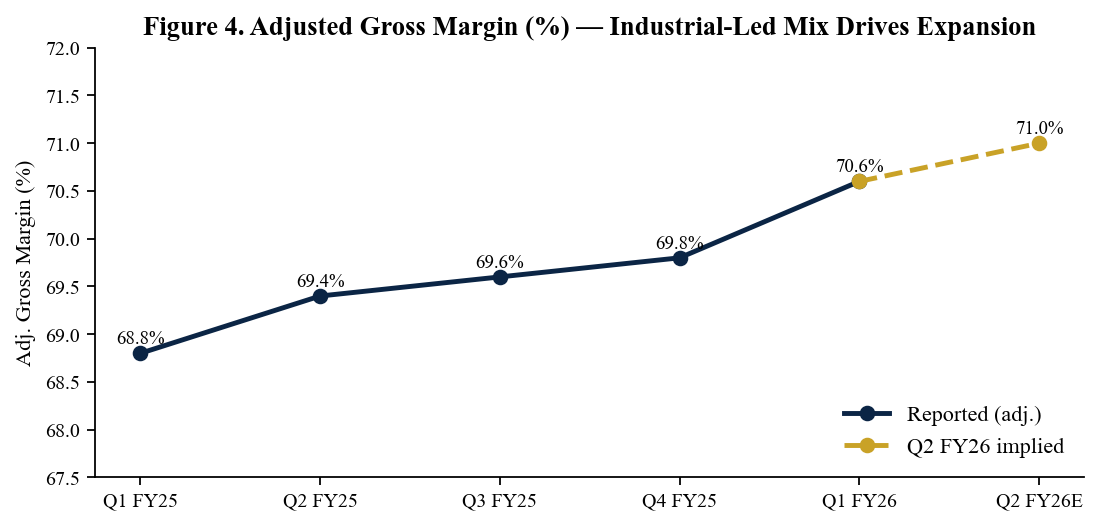 Figure 4. Adjusted Gross Margin (%) — Industrial-Led Mix Drives Expansion
Adj. Gross Margin (%)
72.0
71.5
71.0
70.5
70.0
69.5
69.0
68.5
68.0
67.5
68.8%
69.4%
69.6%
69.8%
70.6%
71.0%
Reported (adj.)
Q2 FY26 implied
Q1 FY25
Q2 FY25
Q3 FY25
Q4 FY25
Q1 FY26
Q2 FY26E